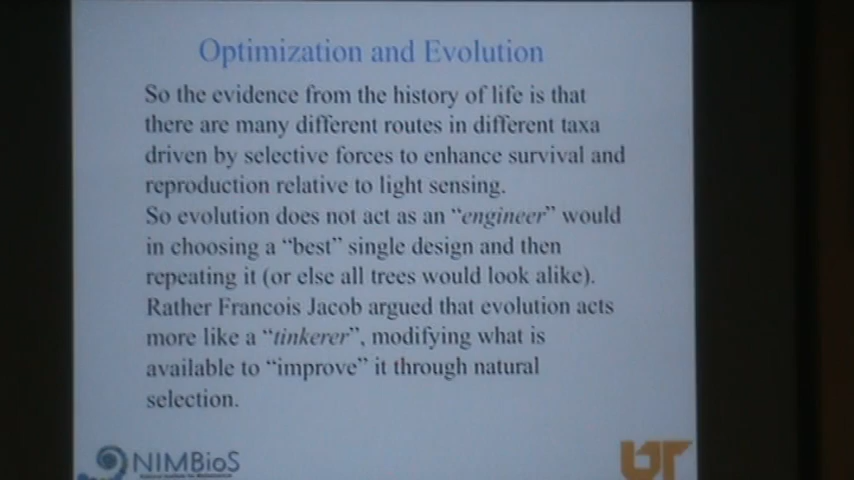 Optimization and Evolution
So the evidence from the history of life is that
there are many different routes in different taxa
driven by selective forces to enhance survival and
reproduction relative to light sensing.
So evolution does not act as an “engineer” would
in choosing a “best” single design and then
repeating it (or else all trees would look alike).
Rather Francois Jacob argued that evolution acts
more like a “tinkerer”, modifying what is
available to “improve” it through natural
selection.
NIMBioS
UT